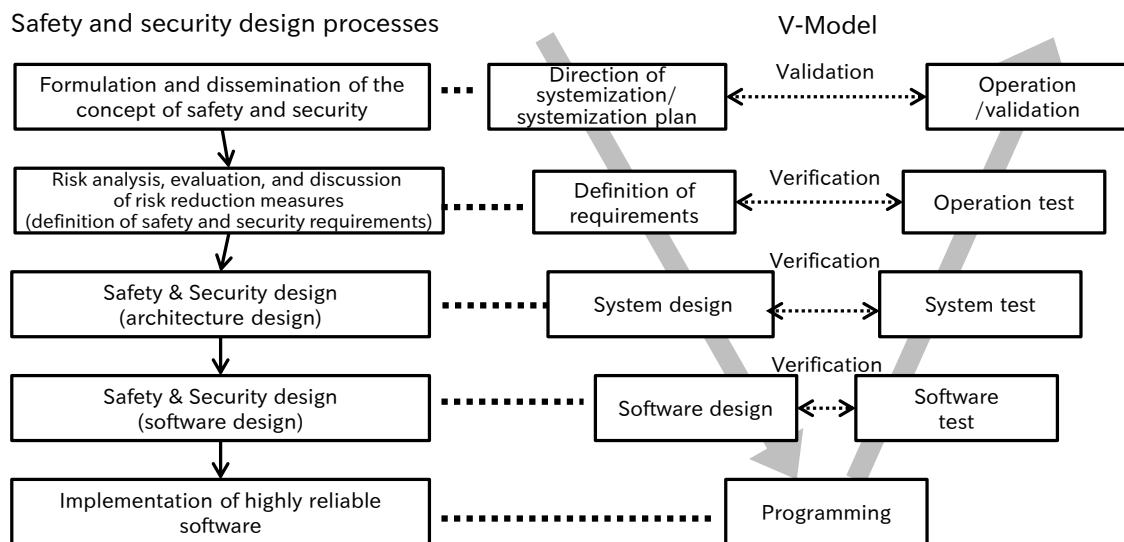 Safety and security design processes
V-Model
Formulation and dissemination of the
concept of safety and security
Direction of
systemization/
systemization plan
Validation
Operation
/validation
Risk analysis, evaluation, and discussion
of risk reduction measures
(definition of safety and security requirements)
Definition of
requirements
Verification
Operation test
Safety & Security design
(architecture design)
System design
Verification
System test
Safety & Security design
(software design)
Software design
Verification
Software
test
Implementation of highly reliable
software
Programming